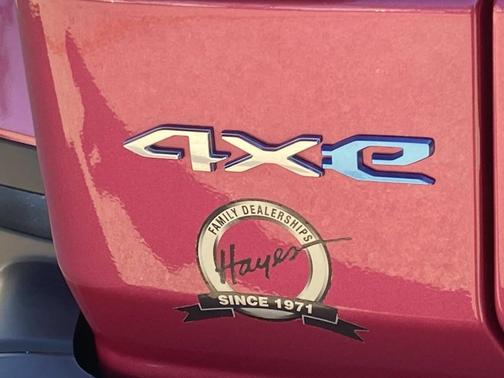 4xe
FAMILY DEALERSHIPS
Hayes
SINCE 1971